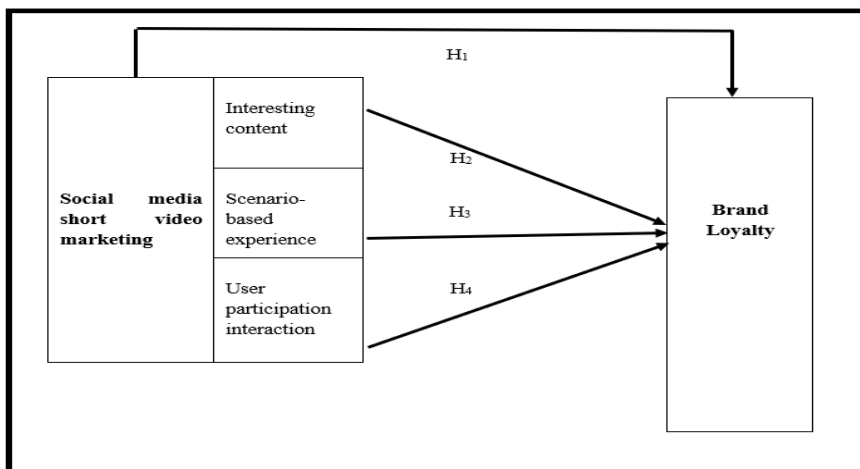 H₁
Interesting
content
H₂
Social media
short video
marketing
Scenario-
based
experience
H₃
Brand
Loyalty
User
participation
interaction
H₄